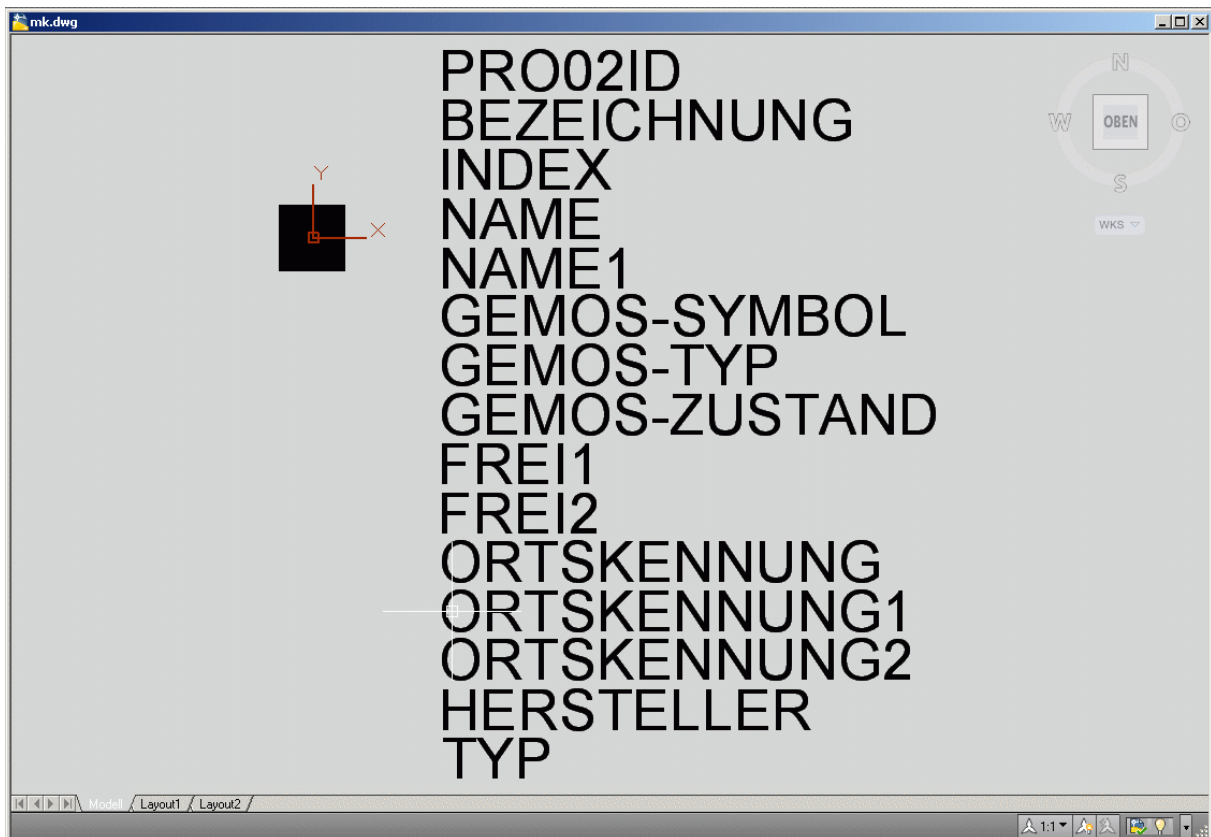 mk.dwg
PRO02ID
BEZEICHNUNG
INDEX
NAME
NAME1
GEMOS-SYMBOL
GEMOS-TYP
GEMOS-ZUSTAND
FREI1
FREI2
ORTSKENNUNG
ORTSKENNUNG1
ORTSKENNUNG2
HERSTELLER
TYP
Y
X
N
W
OBEN
O
S
WKS
Modell
Layout1
Layout2
1:1